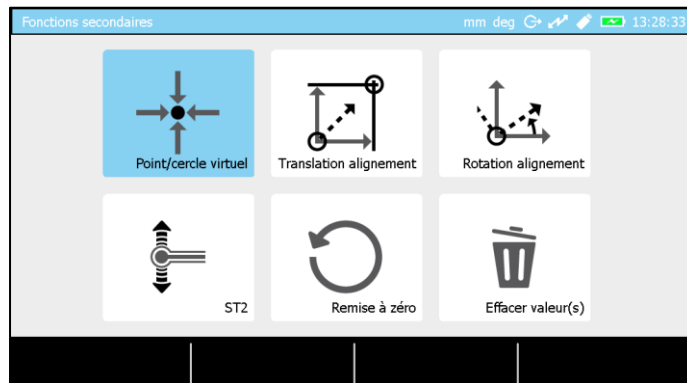 Fonctions secondaires mm deg 13:28:33
Point/cercle virtuel Translation alignement Rotation alignement
ST2 Remise à zéro Effacer valeur(s)